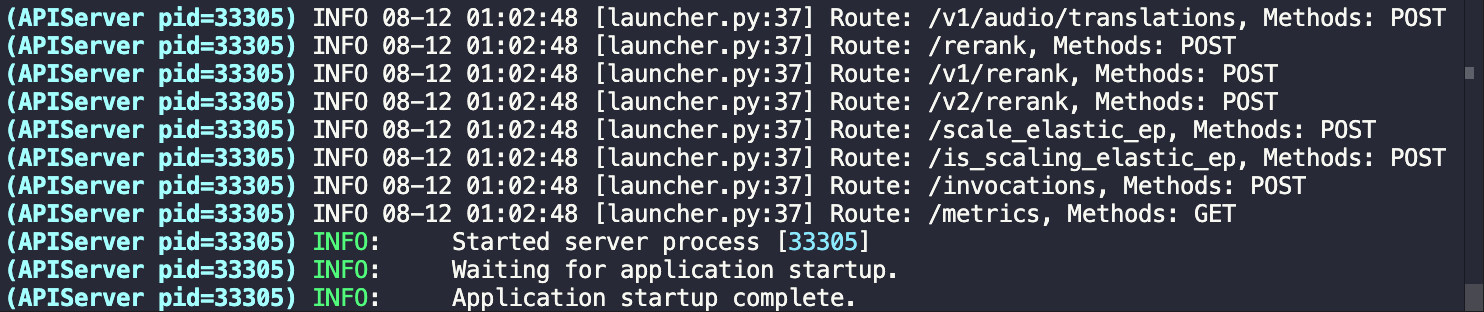 (APIServer pid=33305) INFO 08-12 01:02:48 [launcher.py:37] Route: /v1/audio/translations, Methods: POST
(APIServer pid=33305) INFO 08-12 01:02:48 [launcher.py:37] Route: /rerank, Methods: POST
(APIServer pid=33305) INFO 08-12 01:02:48 [launcher.py:37] Route: /v1/rerank, Methods: POST
(APIServer pid=33305) INFO 08-12 01:02:48 [launcher.py:37] Route: /v2/rerank, Methods: POST
(APIServer pid=33305) INFO 08-12 01:02:48 [launcher.py:37] Route: /scale_elastic_ep, Methods: POST
(APIServer pid=33305) INFO 08-12 01:02:48 [launcher.py:37] Route: /is_scaling_elastic_ep, Methods: POST
(APIServer pid=33305) INFO 08-12 01:02:48 [launcher.py:37] Route: /invocations, Methods: POST
(APIServer pid=33305) INFO 08-12 01:02:48 [launcher.py:37] Route: /metrics, Methods: GET
(APIServer pid=33305) INFO:     Started server process [33305]
(APIServer pid=33305) INFO:     Waiting for application startup.
(APIServer pid=33305) INFO:     Application startup complete.